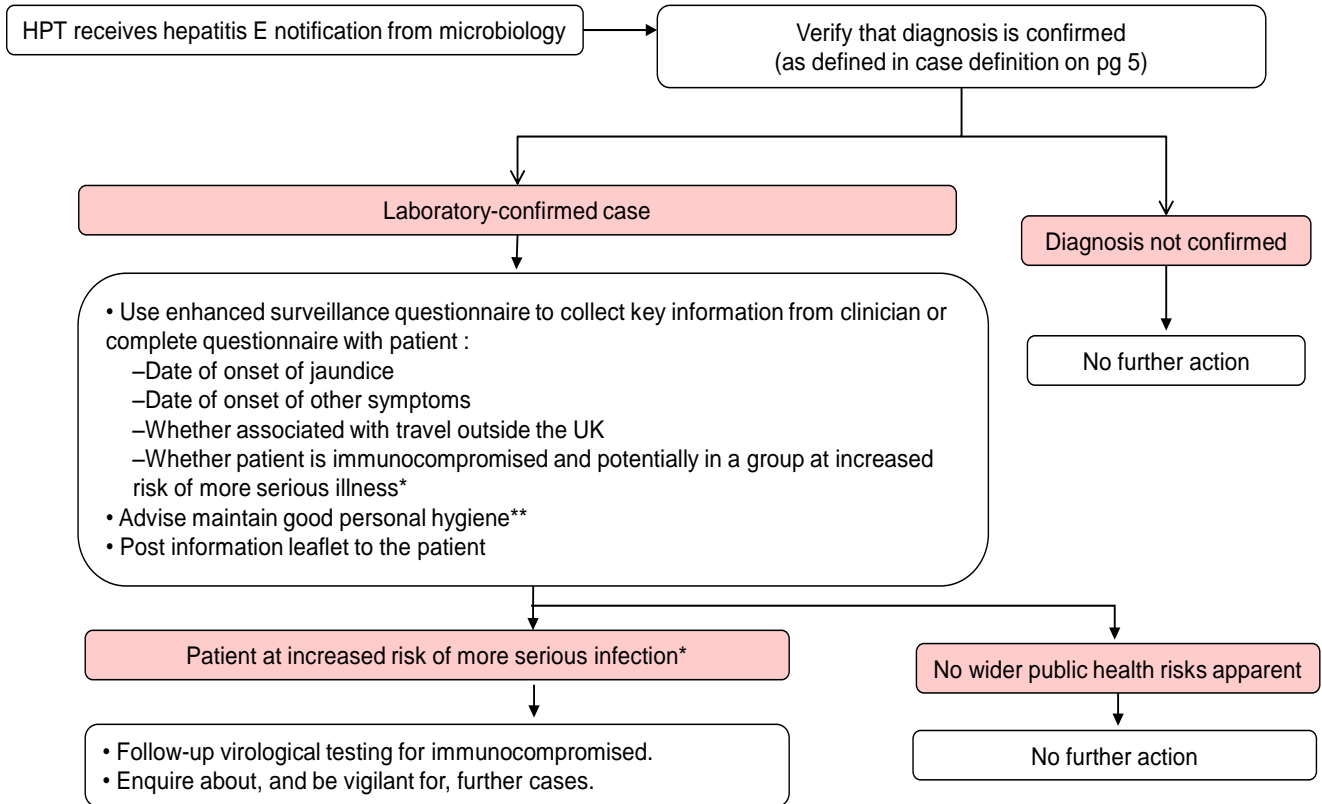 HPT receives hepatitis E notification from microbiology
Verify that diagnosis is confirmed
(as defined in case definition on pg 5)
Laboratory-confirmed case
Diagnosis not confirmed
• Use enhanced surveillance questionnaire to collect key information from clinician or
complete questionnaire with patient :
–Date of onset of jaundice
–Date of onset of other symptoms
–Whether associated with travel outside the UK
–Whether patient is immunocompromised and potentially in a group at increased
risk of more serious illness*
• Advise maintain good personal hygiene**
• Post information leaflet to the patient
No further action
Patient at increased risk of more serious infection*
No wider public health risks apparent
• Follow-up virological testing for immunocompromised.
• Enquire about, and be vigilant for, further cases.
No further action